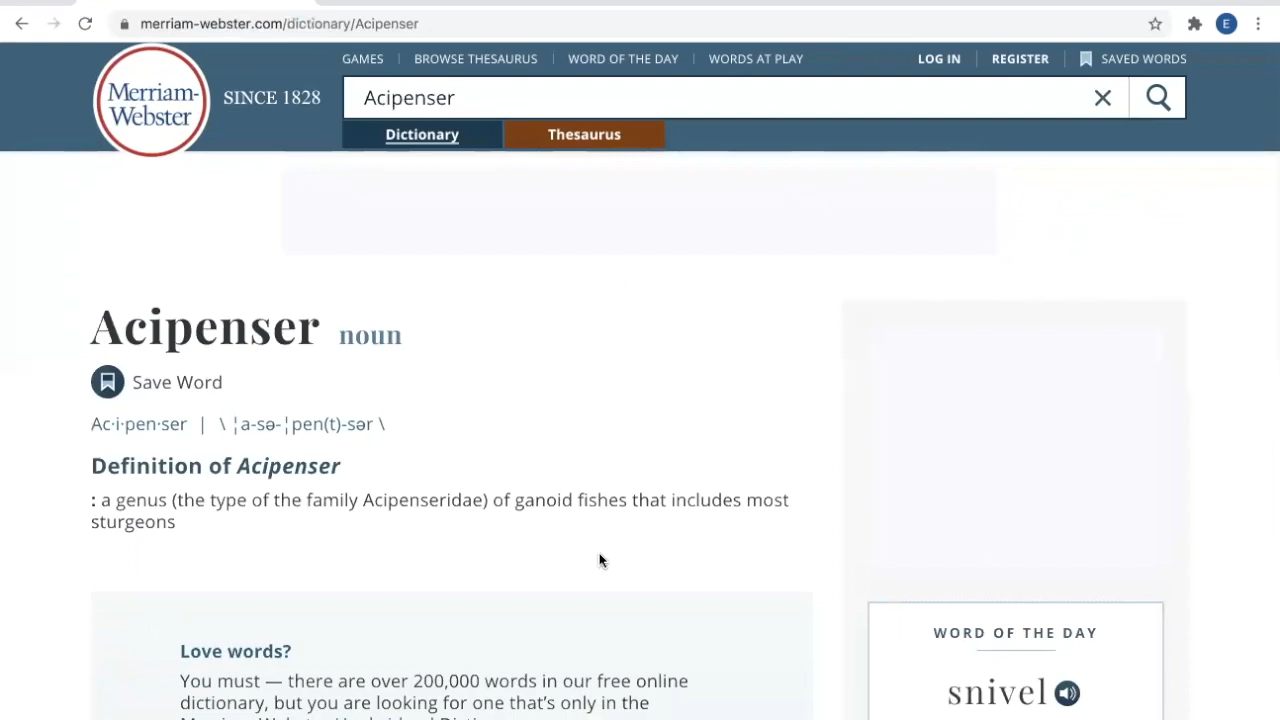 merriam-webster.com/dictionary/Acipenser
E
GAMES
BROWSE THESAURUS
WORD OF THE DAY
WORDS AT PLAY
LOG IN
REGISTER
SAVED WORDS
Merriam-
Webster
SINCE 1828
Acipenser
Dictionary
Thesaurus
Acipenser noun
Save Word
Ac·i·pen·ser | \ ¦a-sə-¦pen(t)-sər \
Definition of Acipenser
: a genus (the type of the family Acipenseridae) of ganoid fishes that includes most
sturgeons
Love words?
You must — there are over 200,000 words in our free online
dictionary, but you are looking for one that's only in the
WORD OF THE DAY
snivel